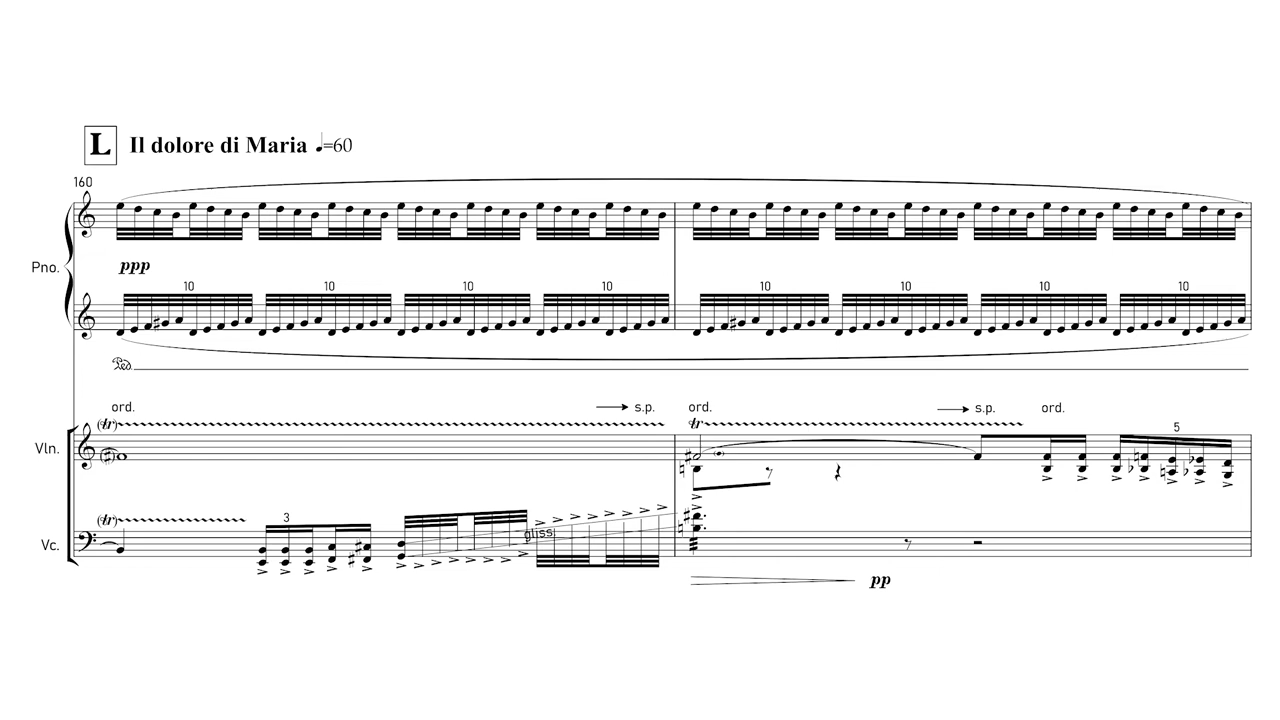 L Il dolore di Maria ♩=60
160
Pno.
ppp
10 10 10 10 10 10 10 10
Ped
ord. s.p. ord. s.p. ord.
(tr) tr
Vln.
5
(tr)
3
Vc.
gliss.
pp